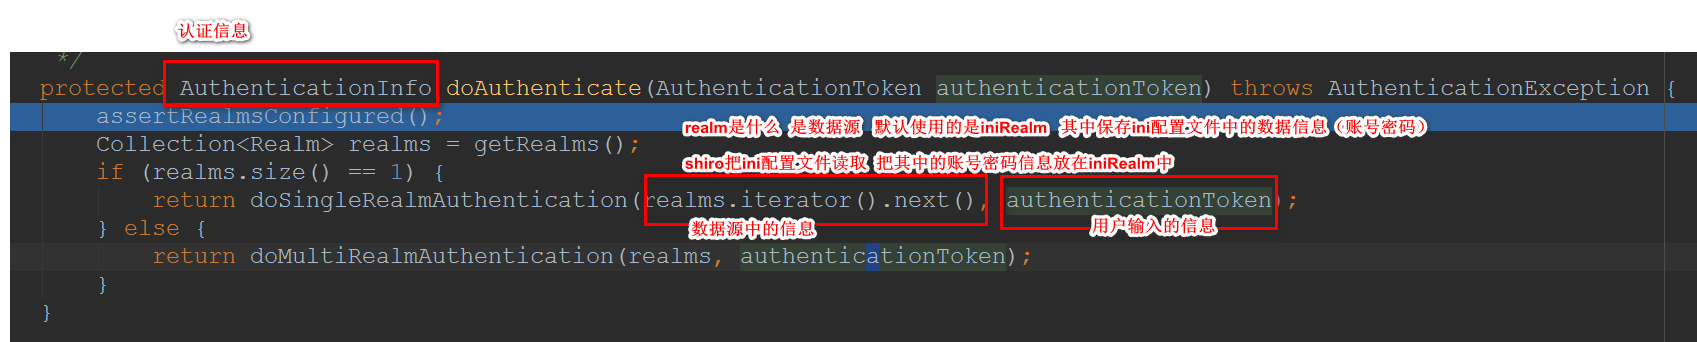 认证信息
*/
protected AuthenticationInfo doAuthenticate(AuthenticationToken authenticationToken) throws AuthenticationException {
assertRealmsConfigured();
realm是什么 是数据源 默认使用的是iniRealm 其中保存ini配置文件中的数据信息（账号密码）
Collection<Realm> realms = getRealms();
shiro把ini配置文件读取 把其中的账号密码信息放在iniRealm中
if (realms.size() == 1) {
return doSingleRealmAuthentication(realms.iterator().next(), authenticationToken);
数据源中的信息
用户输入的信息
} else {
return doMultiRealmAuthentication(realms, authenticationToken);
}
}